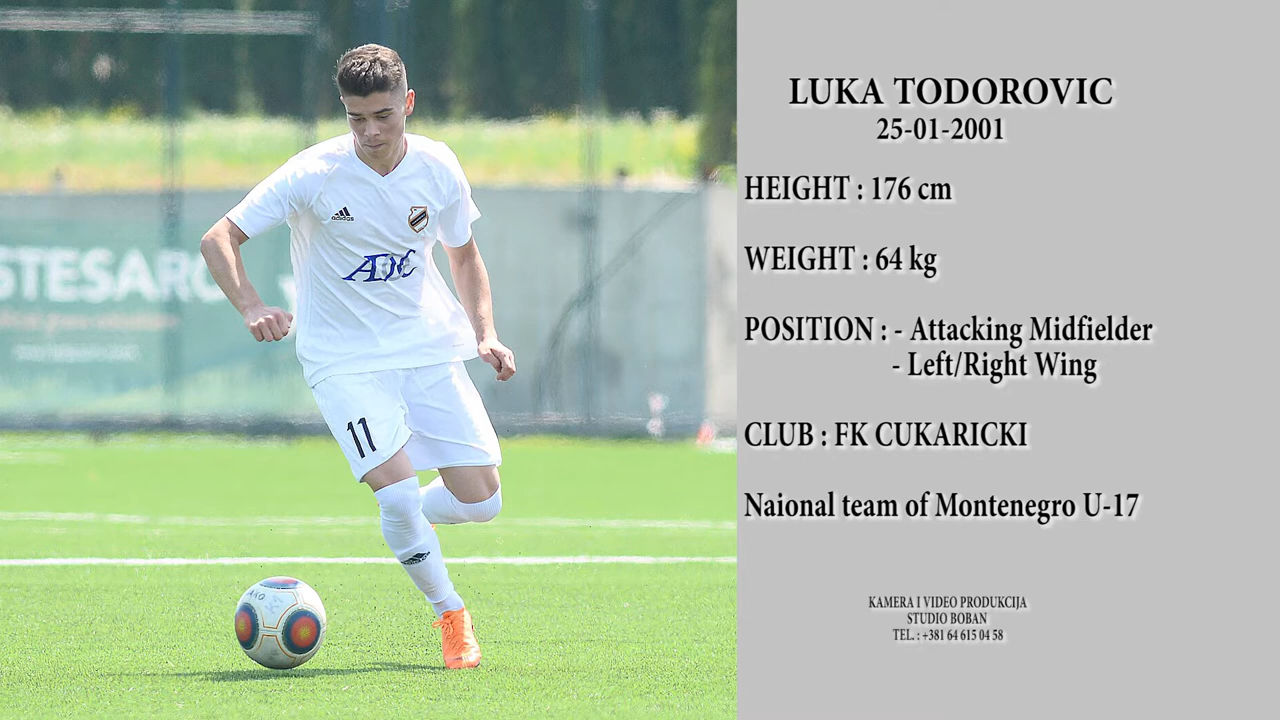 STESARC
adidas
ADOC
11
LUKA TODOROVIC
25-01-2001
HEIGHT : 176 cm
WEIGHT : 64 kg
POSITION : - Attacking Midfielder
- Left/Right Wing
CLUB : FK CUKARICKI
Naional team of Montenegro U-17
KAMERA I VIDEO PRODUKCIJA
STUDIO BOBAN
TEL. : +381 64 615 04 58